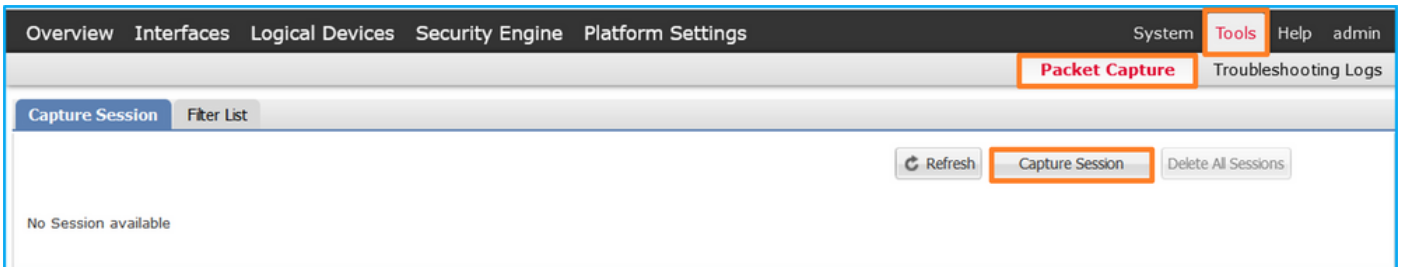 Overview Interfaces Logical Devices Security Engine Platform Settings System Tools Help admin
Packet Capture Troubleshooting Logs
Capture Session Filter List
Refresh Capture Session Delete All Sessions
No Session available